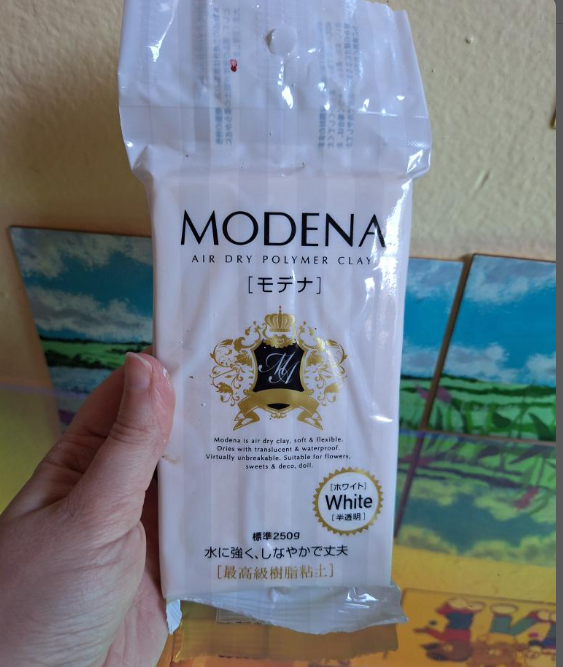 MODENA
AIR DRY POLYMER CLAY
[モデナ]
Modena is air dry clay, soft & flexible.
Dries with translucent & waterproof.
Virtually unbreakable. Suitable for flowers,
sweets & deco, doll.
[ホワイト]
White
[半透明]
標準250g
水に強く、しなやかで丈夫
[最高級樹脂粘土]